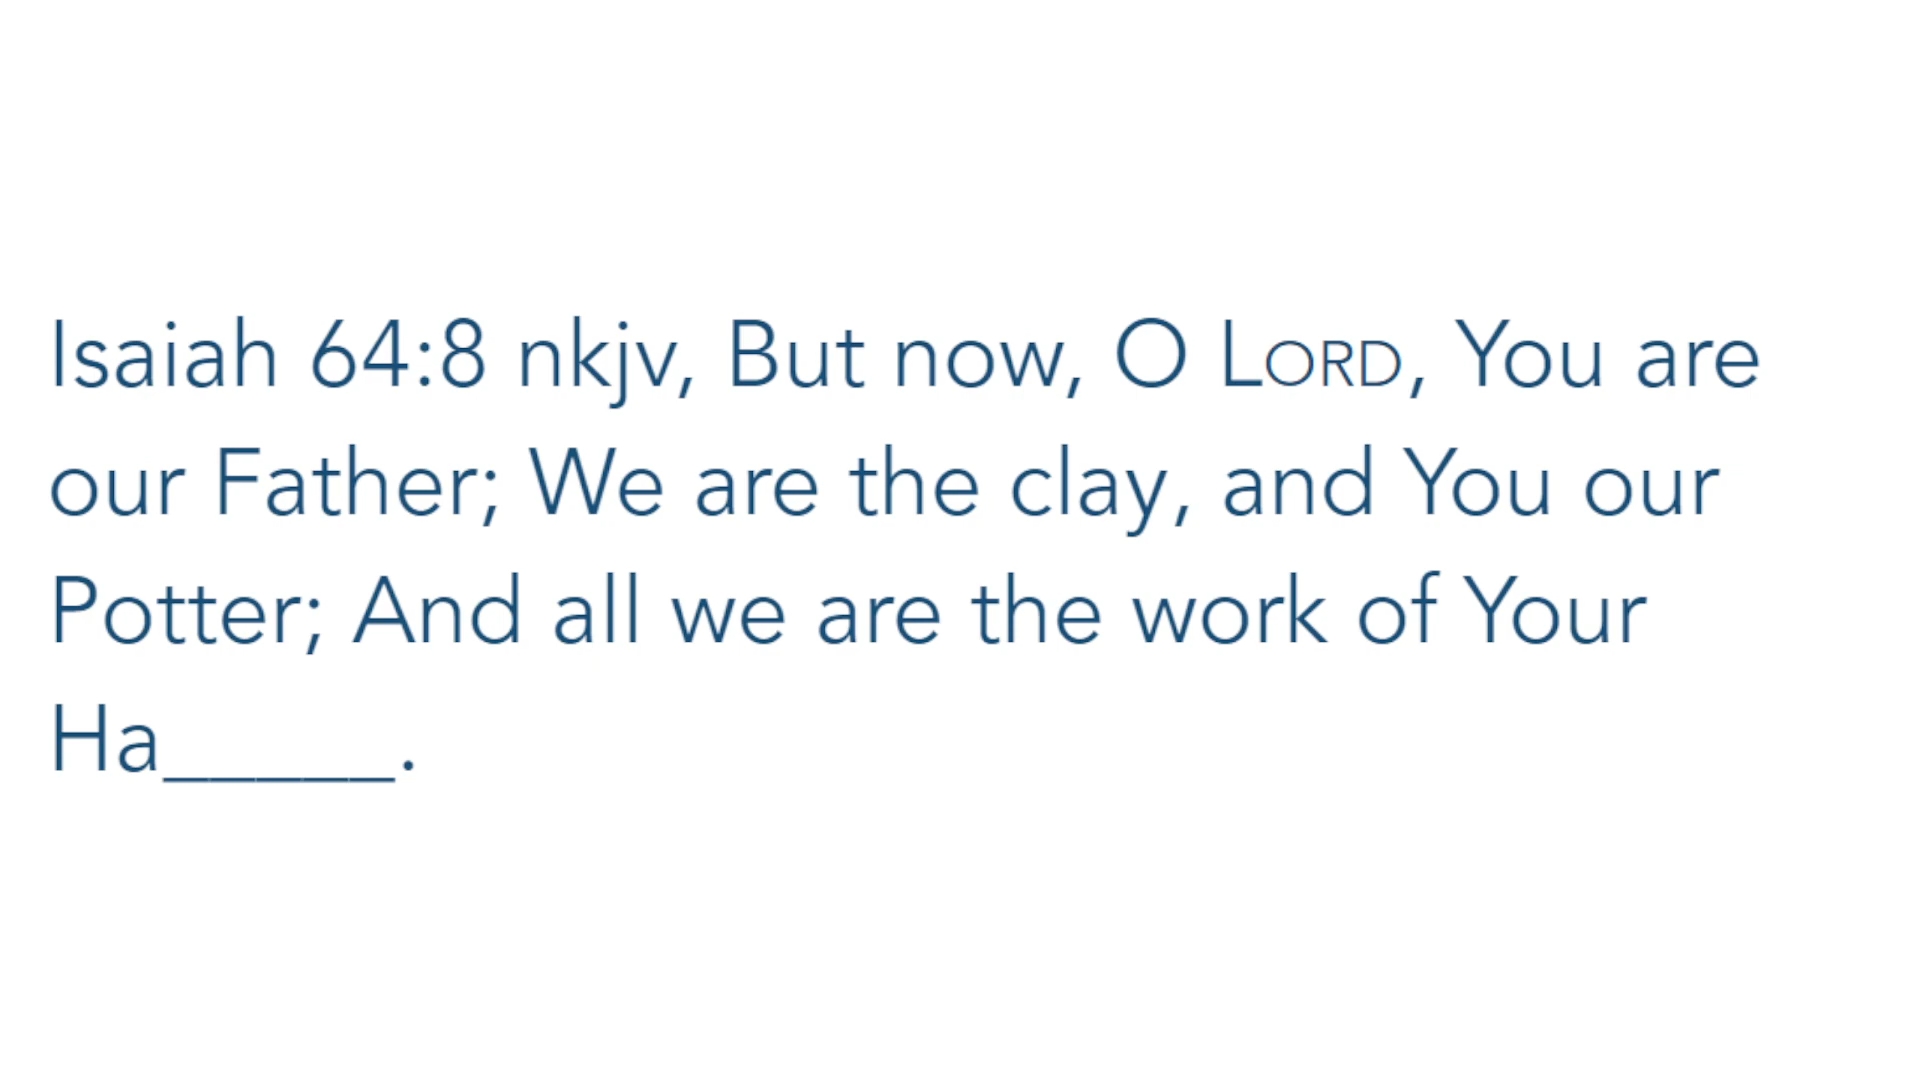 Isaiah 64:8 nkjv, But now, O LORD, You are
our Father; We are the clay, and You our
Potter; And all we are the work of Your
Ha_____.